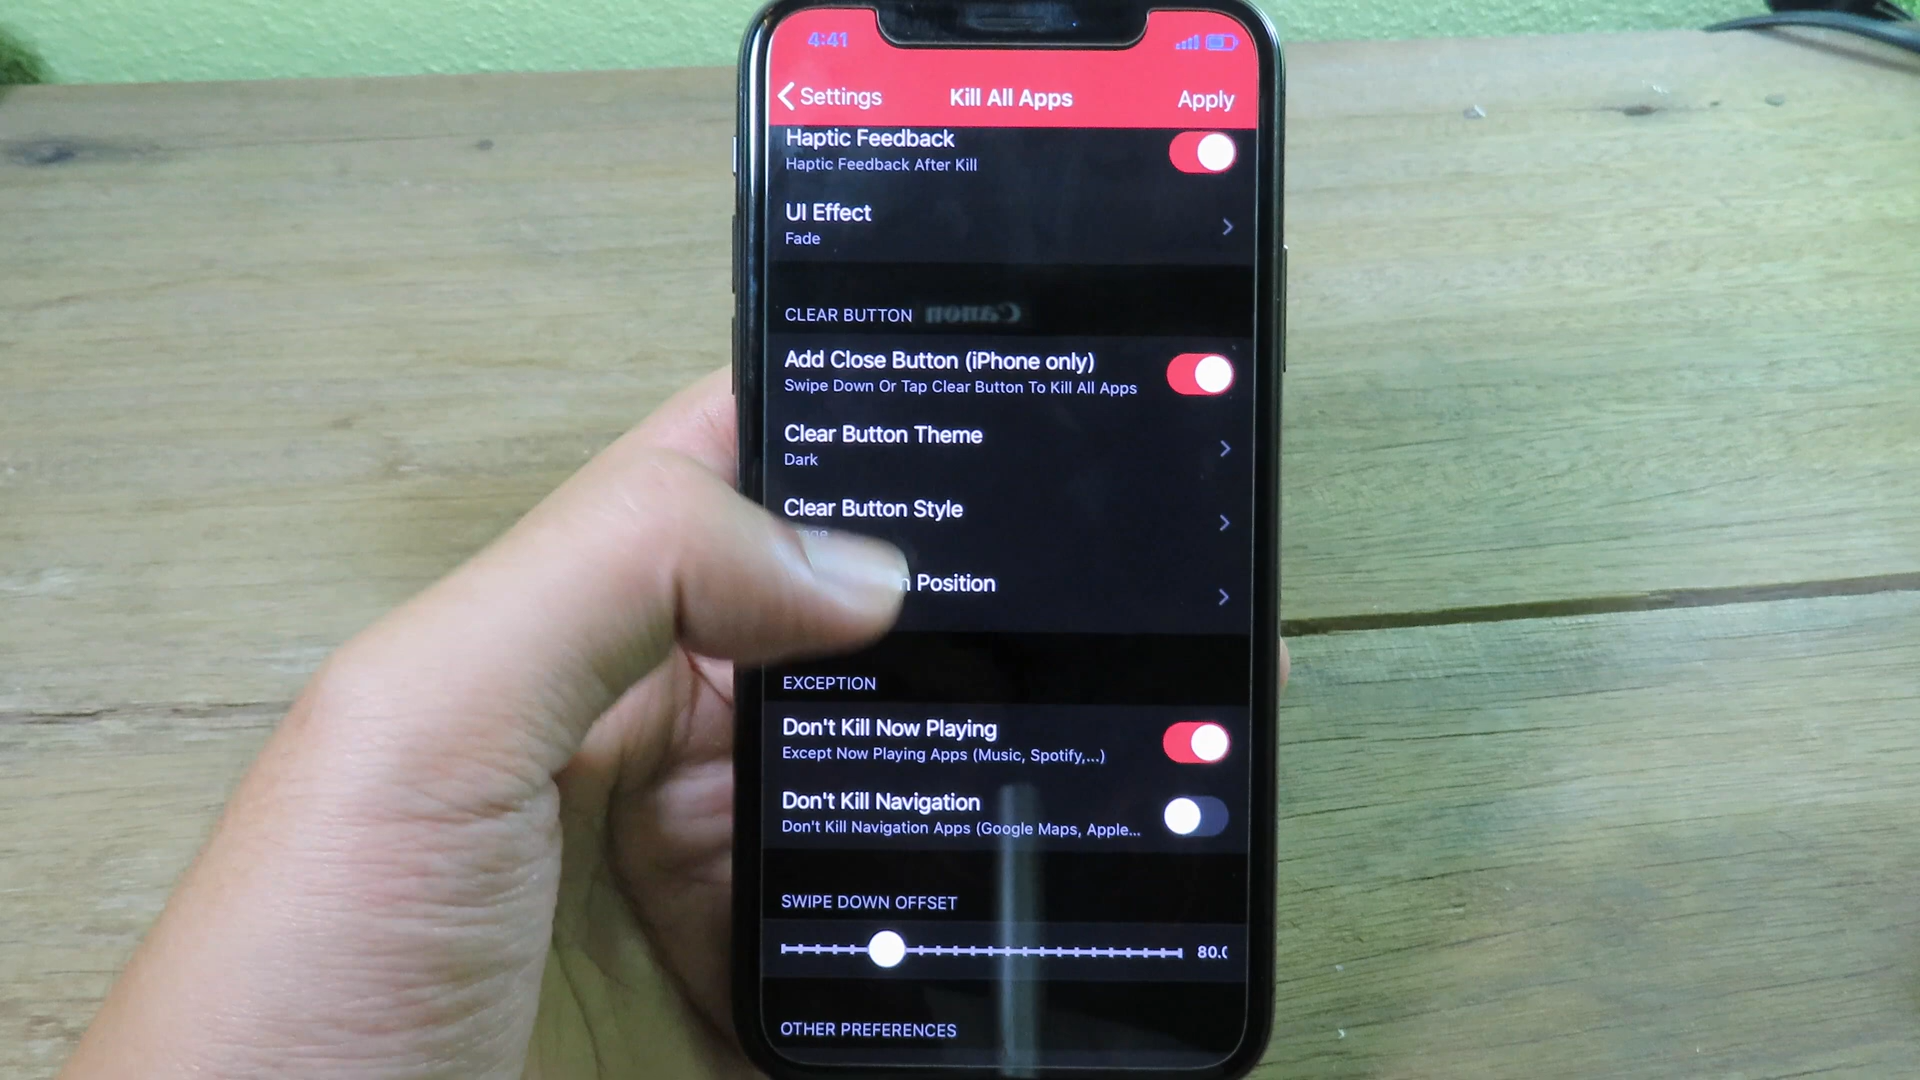 4:41
Settings
Kill All Apps
Apply
Haptic Feedback
Haptic Feedback After Kill
UI Effect
Fade
CLEAR BUTTON
Canon
Add Close Button (iPhone only)
Swipe Down Or Tap Clear Button To Kill All Apps
Clear Button Theme
Dark
Clear Button Style
Position
EXCEPTION
Don't Kill Now Playing
Except Now Playing Apps (Music, Spotify,...)
Don't Kill Navigation
Don't Kill Navigation Apps (Google Maps, Apple...
SWIPE DOWN OFFSET
80.0
OTHER PREFERENCES